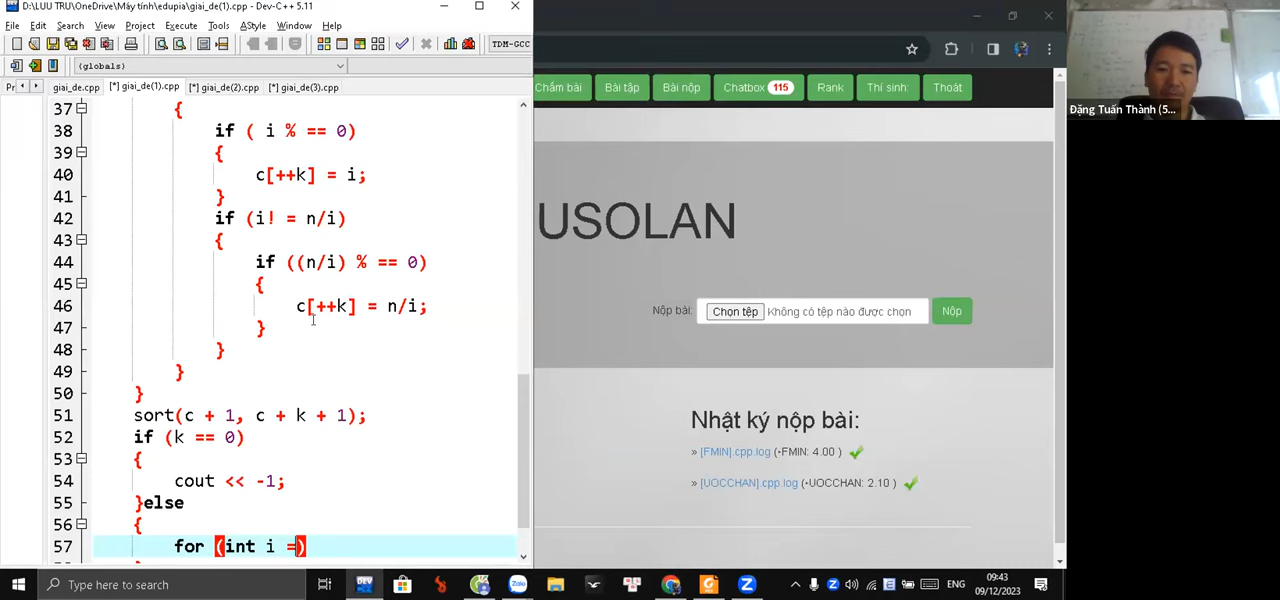 D:\LUU TRU\OneDrive\Máy tính\edupia\giai_de(1).cpp - Dev-C++ 5.11
File Edit Search View Project Execute Tools AStyle Window Help
TDM-GCC
(globals)
Pr giai_de.cpp [*] giai_de(1).cpp [*] giai_de(2).cpp [*] giai_de(3).cpp
37 {
38 if ( i % == 0)
39 {
40 c[++k] = i;
41 }
42 if (i! = n/i)
43 {
44 if ((n/i) % == 0)
45 {
46 c[++k] = n/i;
47 }
48 }
49 }
50 }
51 sort(c + 1, c + k + 1);
52 if (k == 0)
53 {
54 cout << -1;
55 }else
56 {
57 for (int i =)
Chấm bài Bài tập Bài nộp Chatbox 115 Rank Thí sinh: Thoát
USOLAN
Nộp bài: Chọn tệp Không có tệp nào được chọn Nộp
Nhật ký nộp bài:
» [FMIN].cpp.log (‣FMIN: 4.00 )
» [UOCCHAN].cpp.log (‣UOCCHAN: 2.10 )
Đặng Tuấn Thành (5...
Type here to search
ENG
09:43
09/12/2023